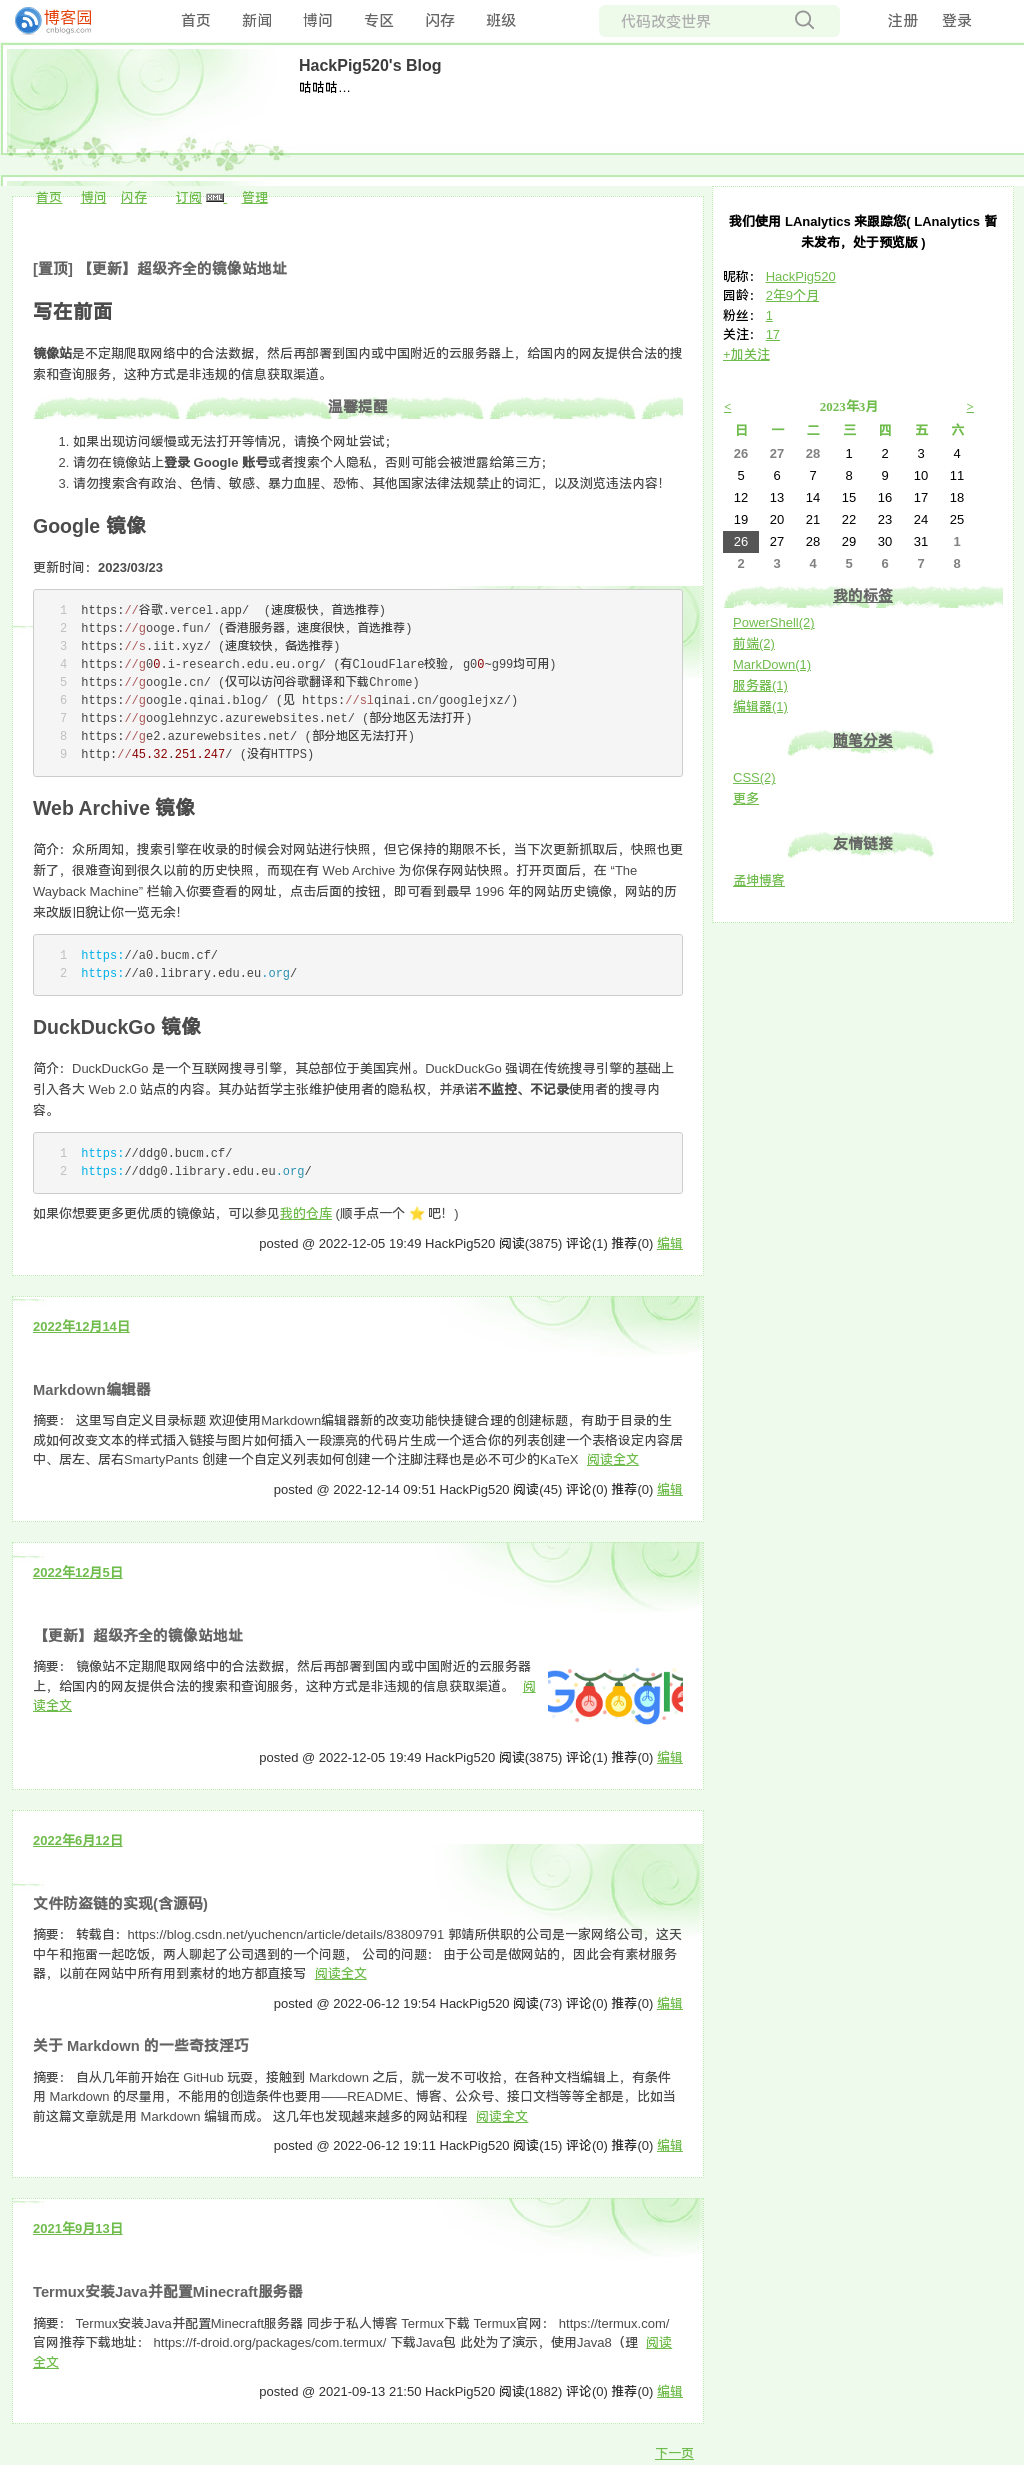 博客园
cnblogs.com
首页 新闻 博问 专区 闪存 班级
代码改变世界
注册 登录
HackPig520's Blog
咕咕咕…
首页 博问 闪存 订阅 XML 管理
[置顶] 【更新】超级齐全的镜像站地址
写在前面
镜像站是不定期爬取网络中的合法数据，然后再部署到国内或中国附近的云服务器上，给国内的网友提供合法的搜
索和查询服务，这种方式是非违规的信息获取渠道。
温馨提醒
1. 如果出现访问缓慢或无法打开等情况，请换个网址尝试；
2. 请勿在镜像站上登录 Google 账号或者搜索个人隐私，否则可能会被泄露给第三方；
3. 请勿搜索含有政治、色情、敏感、暴力血腥、恐怖、其他国家法律法规禁止的词汇，以及浏览违法内容！
Google 镜像
更新时间：2023/03/23
1 https://谷歌.vercel.app/ (速度极快，首选推荐)
2 https://googe.fun/ (香港服务器，速度很快，首选推荐)
3 https://s.iit.xyz/ (速度较快，备选推荐)
4 https://g00.i-research.edu.eu.org/ (有CloudFlare校验, g00~g99均可用)
5 https://google.cn/ (仅可以访问谷歌翻译和下载Chrome)
6 https://google.qinai.blog/ (见 https://slqinai.cn/googlejxz/)
7 https://googlehnzyc.azurewebsites.net/ (部分地区无法打开)
8 https://ge2.azurewebsites.net/ (部分地区无法打开)
9 http://45.32.251.247/ (没有HTTPS)
Web Archive 镜像
简介：众所周知，搜索引擎在收录的时候会对网站进行快照，但它保持的期限不长，当下次更新抓取后，快照也更
新了，很难查询到很久以前的历史快照，而现在有 Web Archive 为你保存网站快照。打开页面后，在 “The
Wayback Machine” 栏输入你要查看的网址，点击后面的按钮，即可看到最早 1996 年的网站历史镜像，网站的历
来改版旧貌让你一览无余！
1 https://a0.bucm.cf/
2 https://a0.library.edu.eu.org/
DuckDuckGo 镜像
简介：DuckDuckGo 是一个互联网搜寻引擎，其总部位于美国宾州。DuckDuckGo 强调在传统搜寻引擎的基础上
引入各大 Web 2.0 站点的内容。其办站哲学主张维护使用者的隐私权，并承诺不监控、不记录使用者的搜寻内
容。
1 https://ddg0.bucm.cf/
2 https://ddg0.library.edu.eu.org/
如果你想要更多更优质的镜像站，可以参见我的仓库 (顺手点一个 ⭐ 吧！)
posted @ 2022-12-05 19:49 HackPig520 阅读(3875) 评论(1) 推荐(0) 编辑
2022年12月14日
Markdown编辑器
摘要： 这里写自定义目录标题 欢迎使用Markdown编辑器新的改变功能快捷键合理的创建标题，有助于目录的生
成如何改变文本的样式插入链接与图片如何插入一段漂亮的代码片生成一个适合你的列表创建一个表格设定内容居
中、居左、居右SmartyPants 创建一个自定义列表如何创建一个注脚注释也是必不可少的KaTeX 阅读全文
posted @ 2022-12-14 09:51 HackPig520 阅读(45) 评论(0) 推荐(0) 编辑
2022年12月5日
【更新】超级齐全的镜像站地址
摘要： 镜像站不定期爬取网络中的合法数据，然后再部署到国内或中国附近的云服务器
上，给国内的网友提供合法的搜索和查询服务，这种方式是非违规的信息获取渠道。 阅
读全文
Google
posted @ 2022-12-05 19:49 HackPig520 阅读(3875) 评论(1) 推荐(0) 编辑
2022年6月12日
文件防盗链的实现(含源码)
摘要： 转载自：https://blog.csdn.net/yuchencn/article/details/83809791 郭靖所供职的公司是一家网络公司，这天
中午和拖雷一起吃饭，两人聊起了公司遇到的一个问题， 公司的问题： 由于公司是做网站的，因此会有素材服务
器，以前在网站中所有用到素材的地方都直接写 阅读全文
posted @ 2022-06-12 19:54 HackPig520 阅读(73) 评论(0) 推荐(0) 编辑
关于 Markdown 的一些奇技淫巧
摘要： 自从几年前开始在 GitHub 玩耍，接触到 Markdown 之后，就一发不可收拾，在各种文档编辑上，有条件
用 Markdown 的尽量用，不能用的创造条件也要用——README、博客、公众号、接口文档等等全都是，比如当
前这篇文章就是用 Markdown 编辑而成。 这几年也发现越来越多的网站和程 阅读全文
posted @ 2022-06-12 19:11 HackPig520 阅读(15) 评论(0) 推荐(0) 编辑
2021年9月13日
Termux安装Java并配置Minecraft服务器
摘要： Termux安装Java并配置Minecraft服务器 同步于私人博客 Termux下载 Termux官网： https://termux.com/
官网推荐下载地址： https://f-droid.org/packages/com.termux/ 下载Java包 此处为了演示，使用Java8（理 阅读
全文
posted @ 2021-09-13 21:50 HackPig520 阅读(1882) 评论(0) 推荐(0) 编辑
下一页
我们使用 LAnalytics 来跟踪您( LAnalytics 暂
未发布，处于预览版 )
昵称： HackPig520
园龄： 2年9个月
粉丝： 1
关注： 17
+加关注
< 2023年3月 >
日 一 二 三 四 五 六
26 27 28 1 2 3 4
5 6 7 8 9 10 11
12 13 14 15 16 17 18
19 20 21 22 23 24 25
26 27 28 29 30 31 1
2 3 4 5 6 7 8
我的标签
PowerShell(2)
前端(2)
MarkDown(1)
服务器(1)
编辑器(1)
随笔分类
CSS(2)
更多
友情链接
孟坤博客